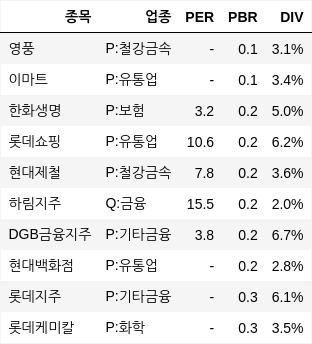 종목 업종 PER PBR DIV
영풍 P:철강금속 - 0.1 3.1%
이마트 P:유통업 - 0.1 3.4%
한화생명 P:보험 3.2 0.2 5.0%
롯데쇼핑 P:유통업 10.6 0.2 6.2%
현대제철 P:철강금속 7.8 0.2 3.6%
하림지주 Q:금융 15.5 0.2 2.0%
DGB금융지주 P:기타금융 3.8 0.2 6.7%
현대백화점 P:유통업 - 0.2 2.8%
롯데지주 P:기타금융 - 0.3 6.1%
롯데케미칼 P:화학 - 0.3 3.5%